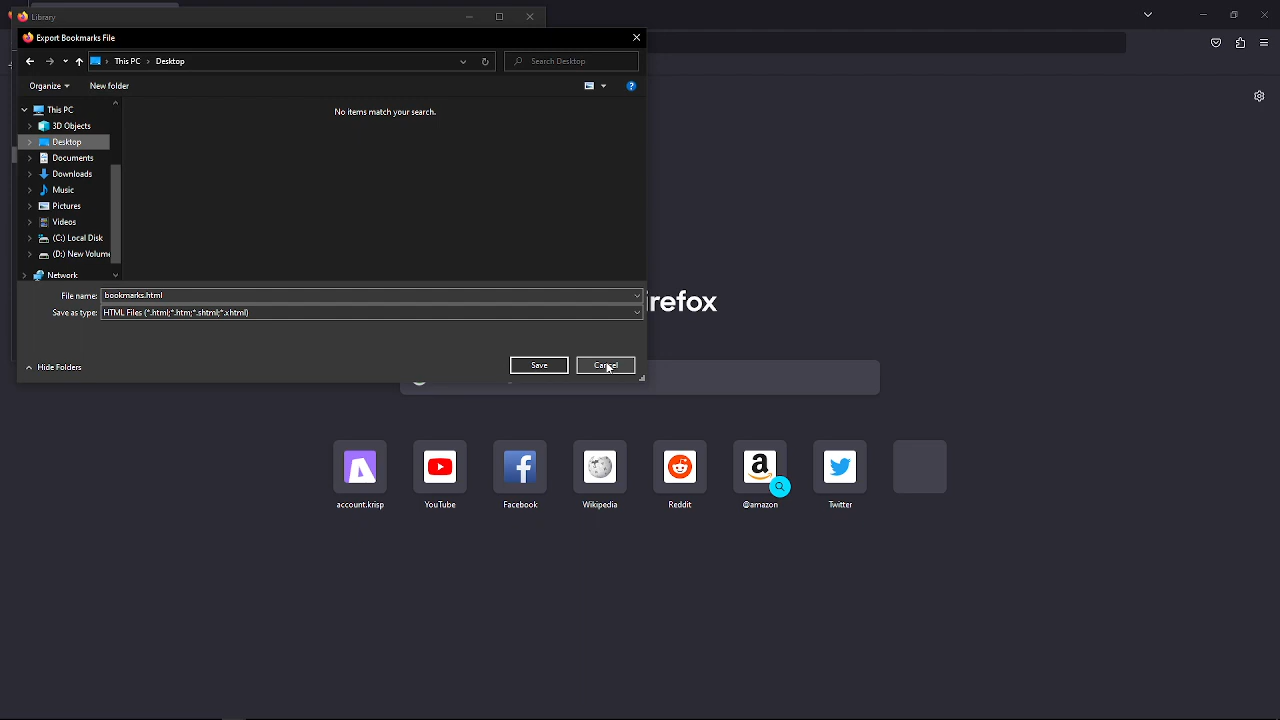 Library
Export Bookmarks File
This PC
Desktop
Search Desktop
Organize
New folder
This PC
3D Objects
Desktop
Documents
Downloads
Music
Pictures
Videos
(C:) Local Disk
(D:) New Volume
Network
No items match your search.
File name: bookmarks.html
Save as type: HTML Files (*.html;*.htm;*.shtml;*.xhtml)
Hide Folders
Save
Cancel
irefox
account.krisp
YouTube
Facebook
Wikipedia
Reddit
@amazon
Twitter